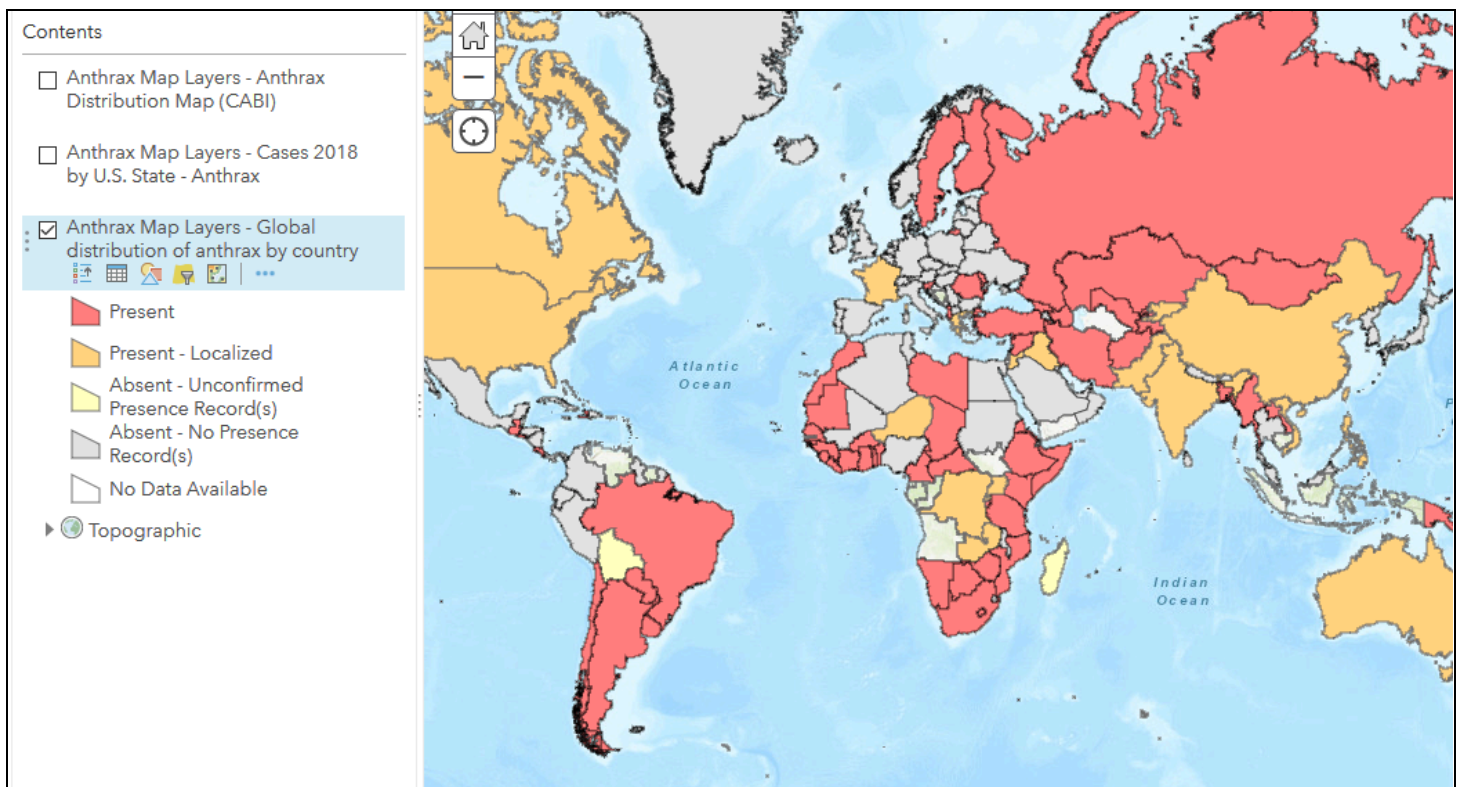 Contents
Anthrax Map Layers - Anthrax
Distribution Map (CABI)
Anthrax Map Layers - Cases 2018
by U.S. State - Anthrax
Anthrax Map Layers - Global
distribution of anthrax by country
Present
Present - Localized
Absent - Unconfirmed
Presence Record(s)
Absent - No Presence
Record(s)
No Data Available
Topographic
Atlantic
Ocean
Indian
Ocean
P